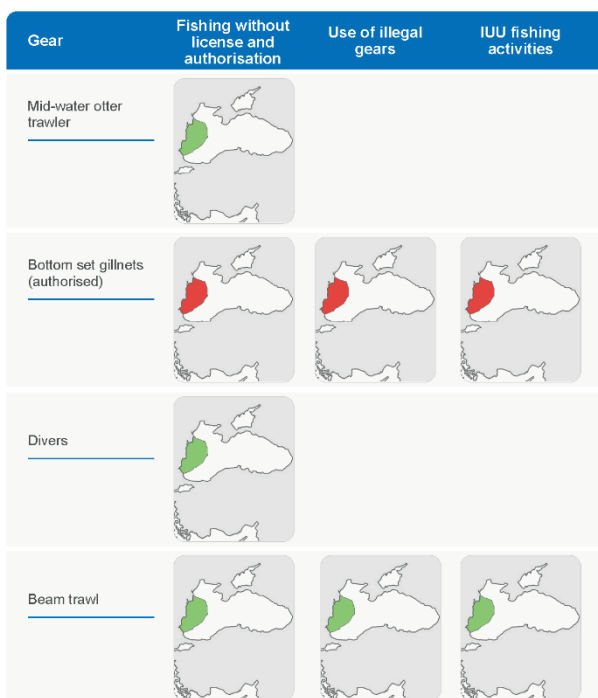 Gear
Fishing without
license and
authorisation
Use of illegal
gears
IUU fishing
activities
Mid-water otter
trawler
Bottom set gillnets
(authorised)
Divers
Beam trawl